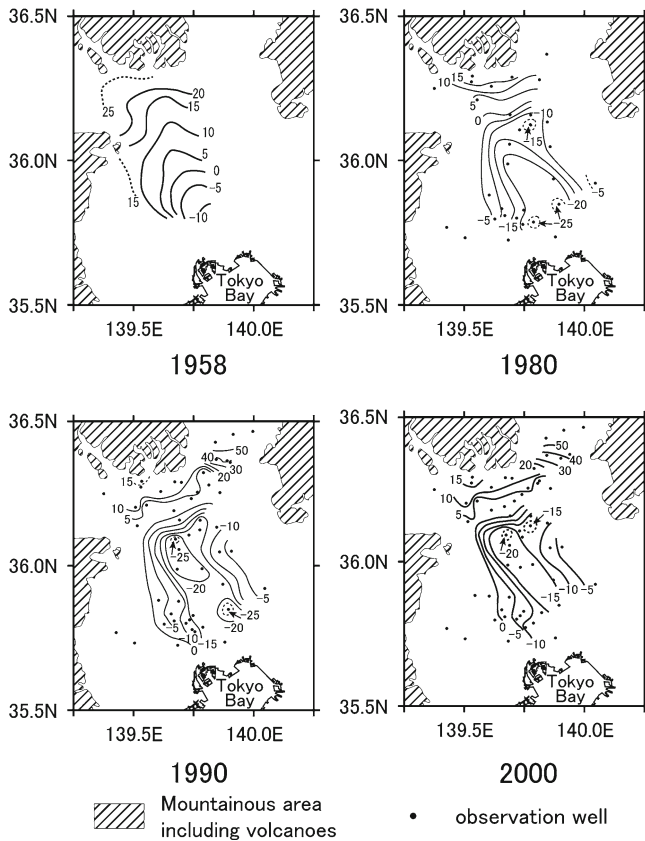 36.5N
20
15
25
10
36.0N
5
0
-5
15
-10
Tokyo
Bay
35.5N
139.5E 140.0E
1958
36.5N
10 15
5
0
-10
-15
36.0N
-5
-20
-5
-15
-25
Tokyo
Bay
35.5N
139.5E 140.0E
1980
36.5N
50
40
30
15
20
10
5
-10
-25
36.0N
-20
-5
-25
-5
-20
-10
-15
0
Tokyo
Bay
35.5N
139.5E 140.0E
1990
36.5N
50
40
20
30
15
10
5
-15
-20
36.0N
-15
-10
-5
0
-5
-10
Tokyo
Bay
35.5N
139.5E 140.0E
2000
Mountainous area
including volcanoes
observation well